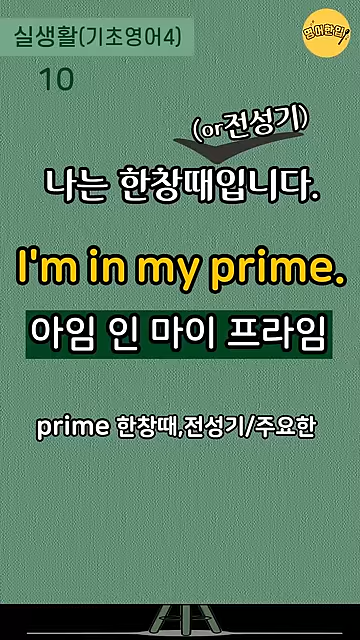 실생활(기초영어4)
영어한입
10
(or전성기)
나는 한창때입니다.
I'm in my prime.
아임 인 마이 프라임
prime 한창때,전성기/주요한